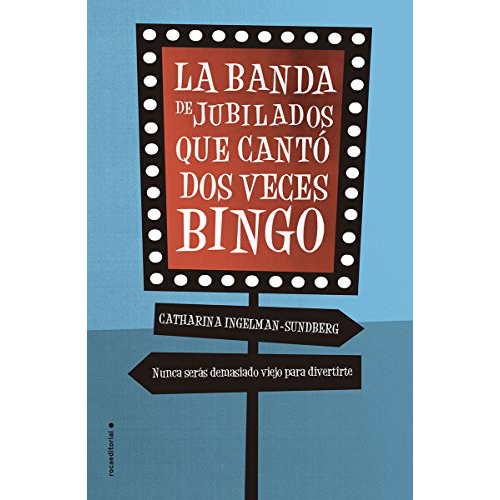 LA BANDA
DE JUBILADOS
QUE CANTÓ
DOS VECES
BINGO
CATHARINA INGELMAN-SUNDBERG
Nunca serás demasiado viejo para divertirte
rocaeditorial